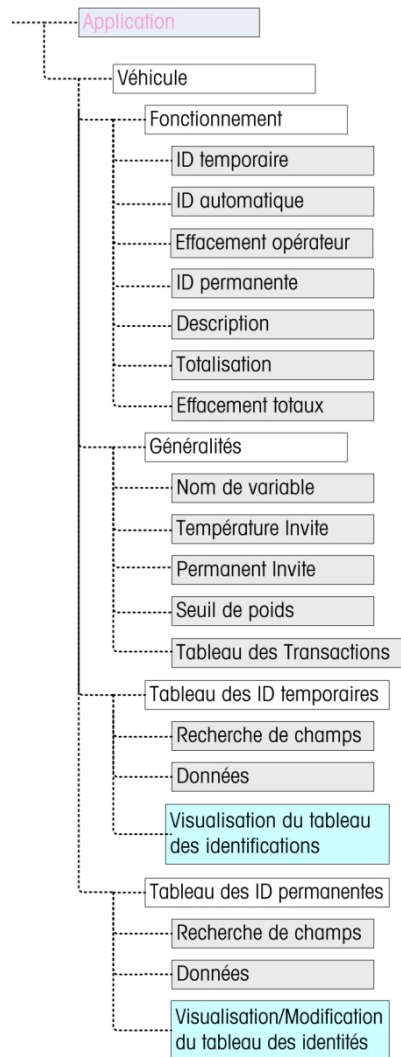 Application
Véhicule
Fonctionnement
ID temporaire
ID automatique
Effacement opérateur
ID permanente
Description
Totalisation
Effacement totaux
Généralités
Nom de variable
Température Invite
Permanent Invite
Seuil de poids
Tableau des Transactions
Tableau des ID temporaires
Recherche de champs
Données
Visualisation du tableau
des identifications
Tableau des ID permanentes
Recherche de champs
Données
Visualisation/Modification
du tableau des identités